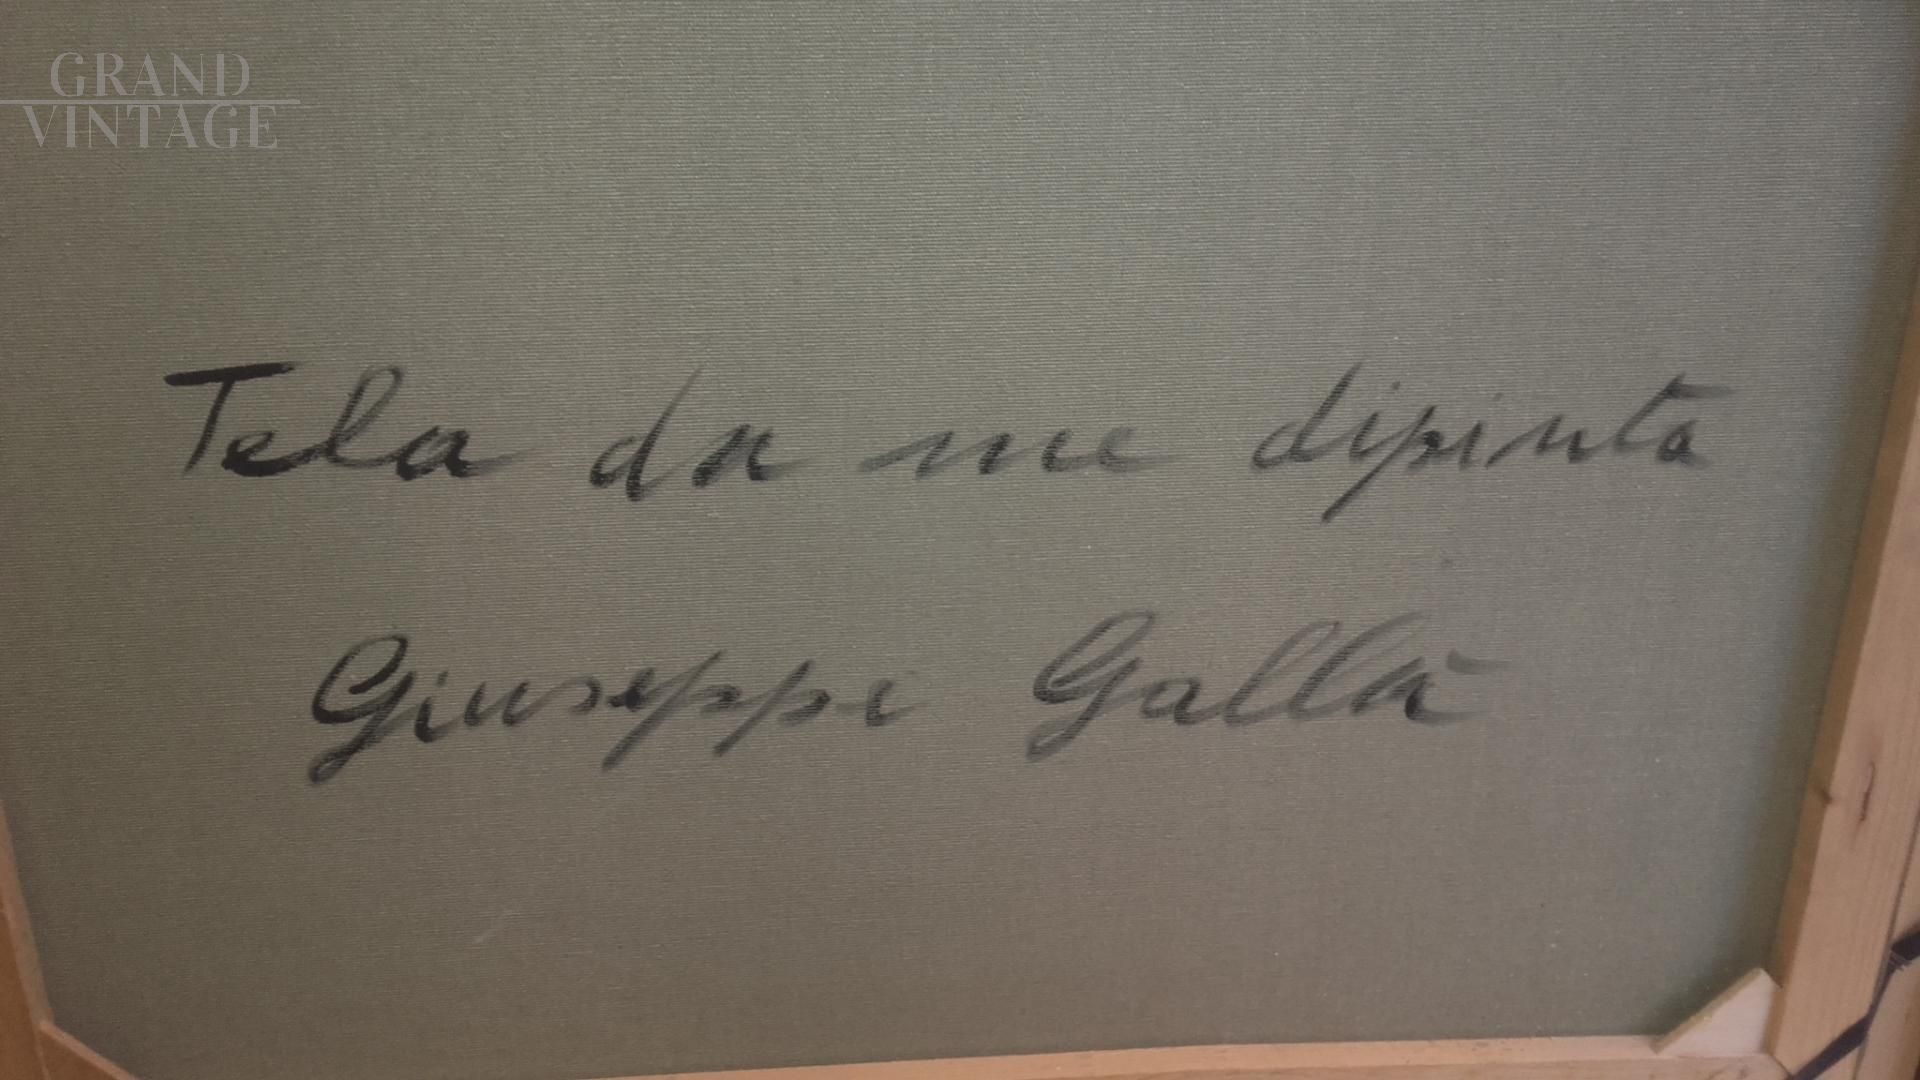 GRAND
VINTAGE
Tela da me dipinta
Giuseppe Gallà